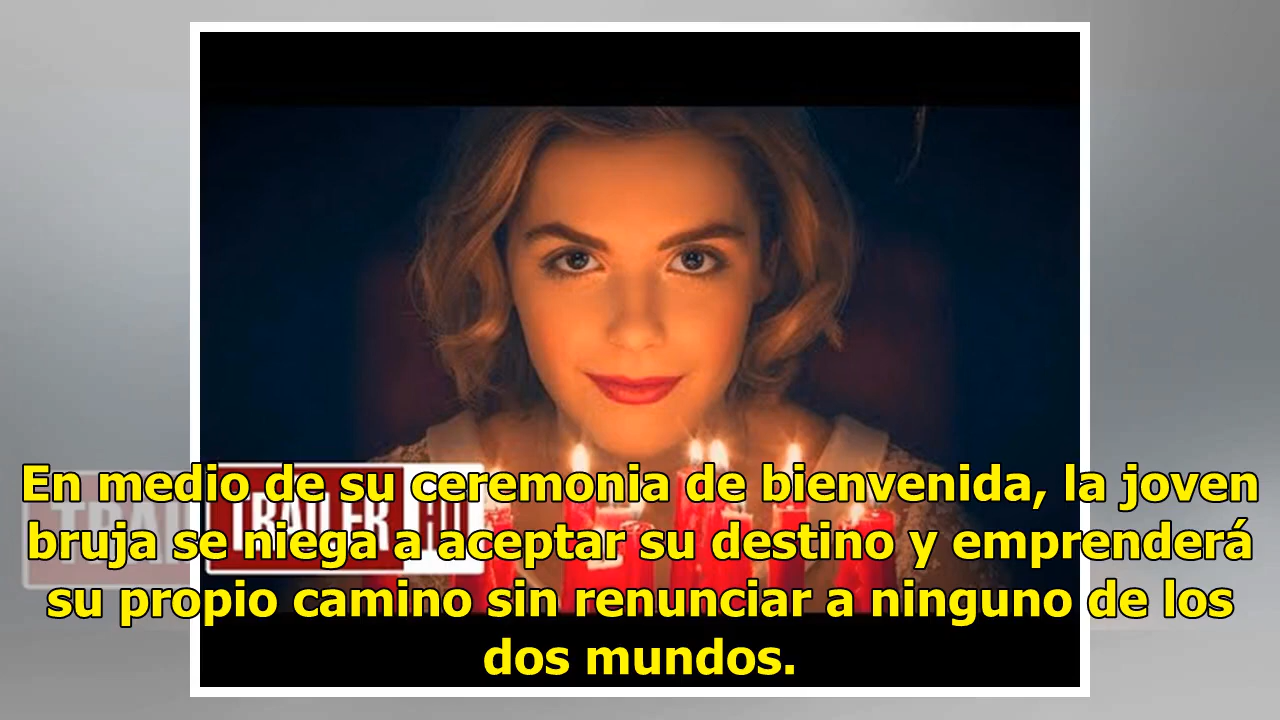 En medio de su ceremonia de bienvenida, la joven
bruja se niega a aceptar su destino y emprenderá
su propio camino sin renunciar a ninguno de los
dos mundos.
TRAILER